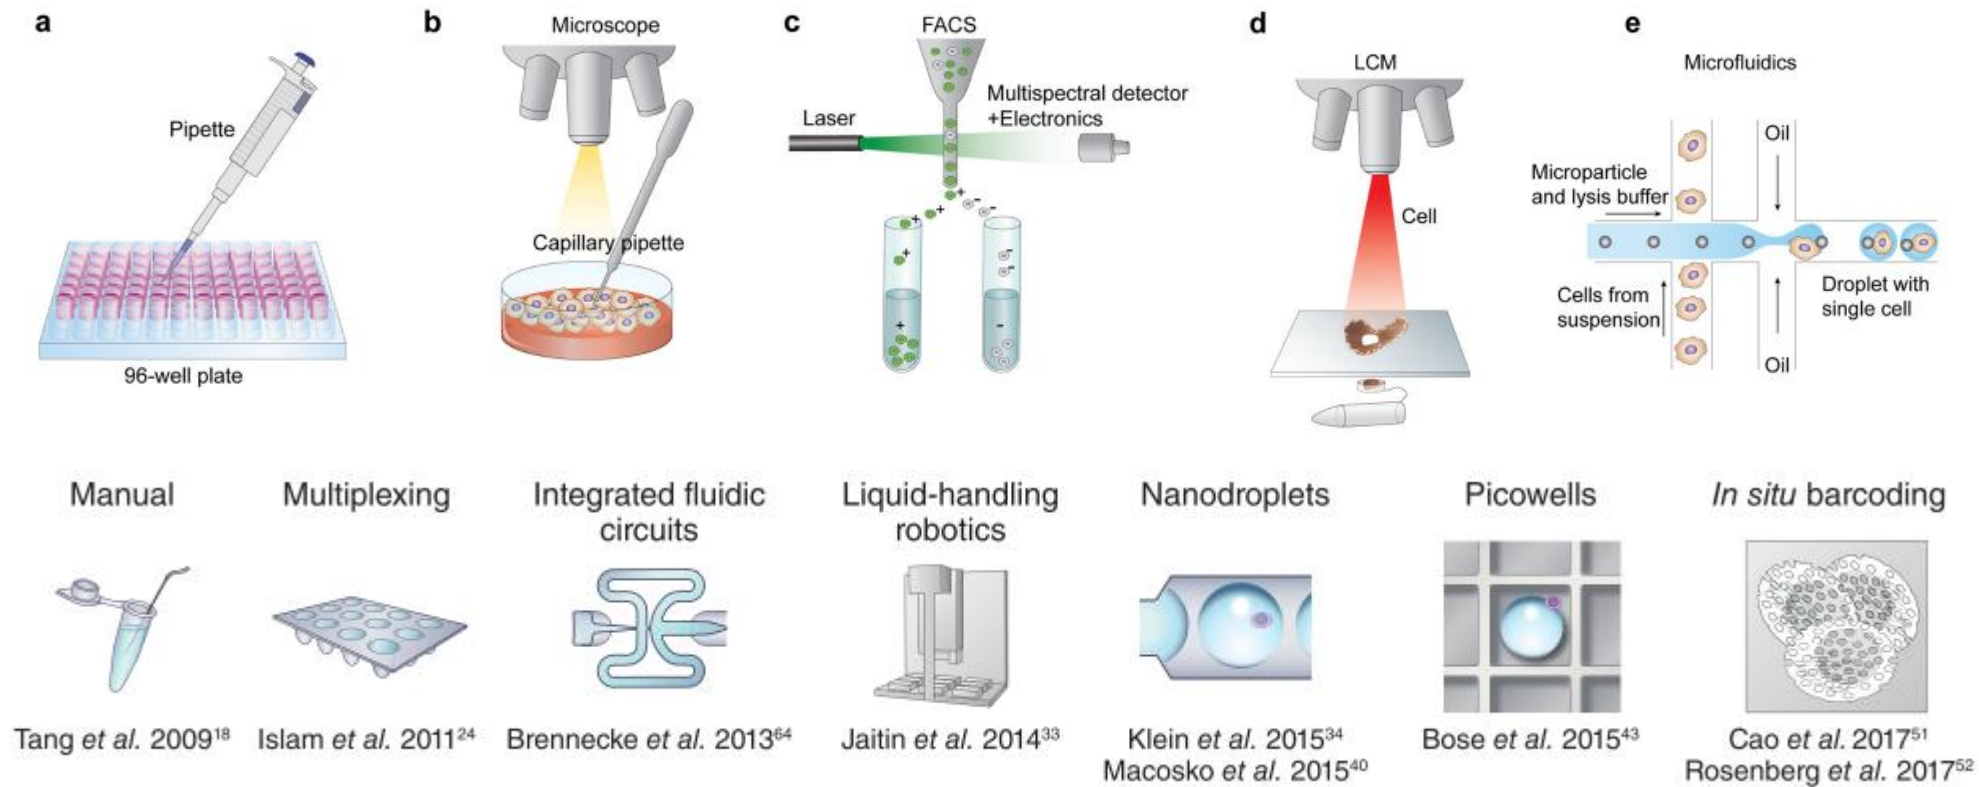 a
Pipette
96-well plate
b
Microscope
Capillary pipette
c
FACS
Laser
Multispectral detector
+Electronics
+
+
+
+
+
-
-
-
-
-
d
LCM
Cell
e
Microfluidics
Oil
Microparticle
and lysis buffer
Cells from
suspension
Droplet with
single cell
Oil
Manual
Tang et al. 2009¹⁸
Multiplexing
Islam et al. 2011²⁴
Integrated fluidic
circuits
Brennecke et al. 2013⁶⁴
Liquid-handling
robotics
Jaitin et al. 2014³³
Nanodroplets
Klein et al. 2015³⁴
Macosko et al. 2015⁴⁰
Picowells
Bose et al. 2015⁴³
In situ barcoding
Cao et al. 2017⁵¹
Rosenberg et al. 2017⁵²